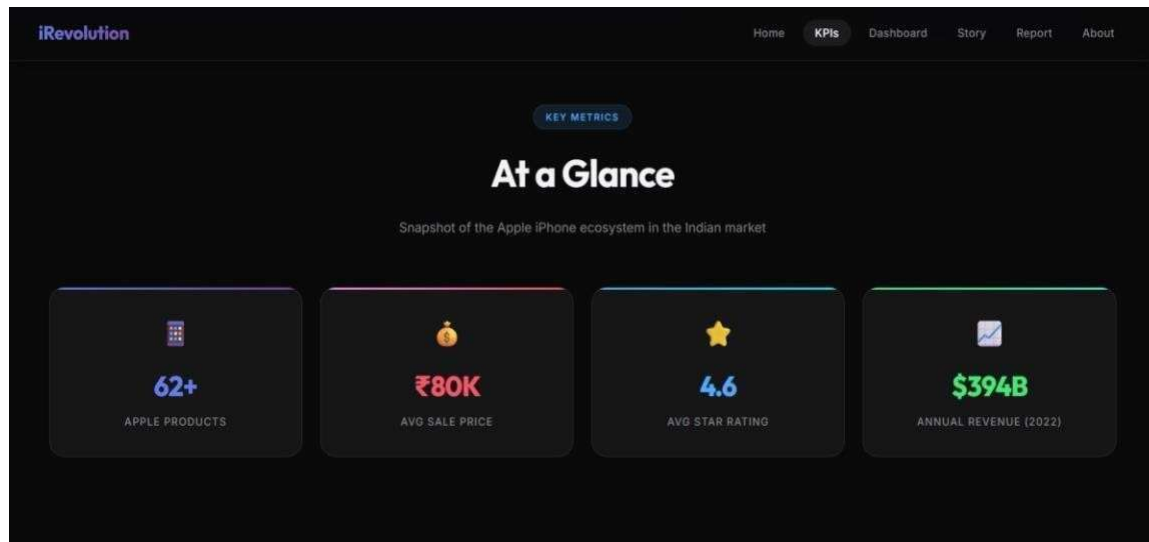 iRevolution
Home KPIs Dashboard Story Report About
KEY METRICS
At a Glance
Snapshot of the Apple iPhone ecosystem in the Indian market
62+
APPLE PRODUCTS
₹80K
AVG SALE PRICE
4.6
AVG STAR RATING
$394B
ANNUAL REVENUE (2022)